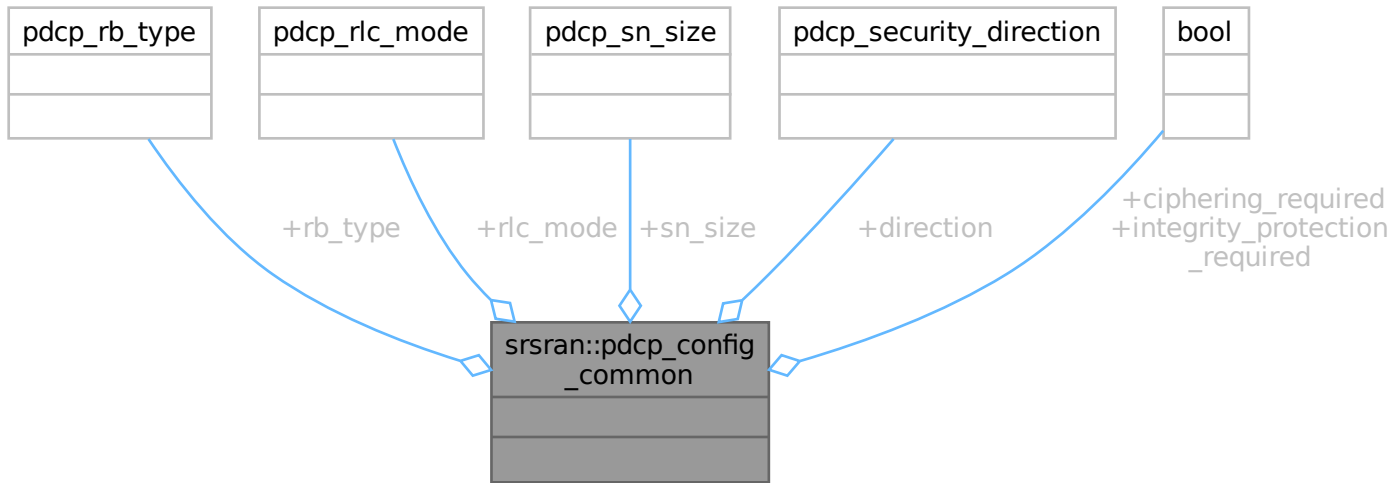 pdcp_rb_type
pdcp_rlc_mode
pdcp_sn_size
pdcp_security_direction
bool
+rb_type
+rlc_mode
+sn_size
+direction
+ciphering_required
+integrity_protection
_required
srsran::pdcp_config
_common